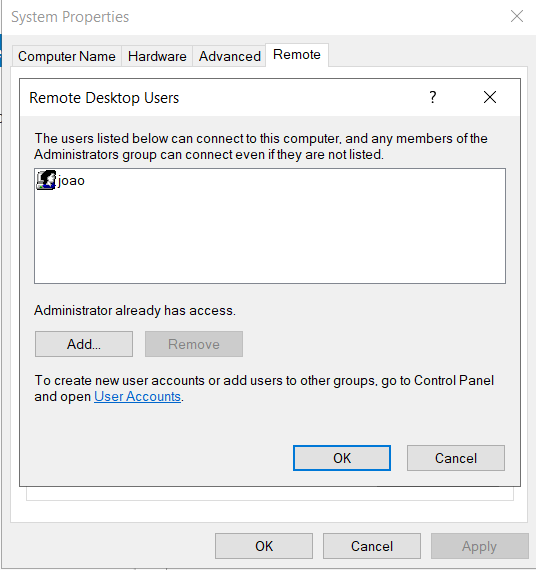 System Properties
Computer Name
Hardware
Advanced
Remote
Remote Desktop Users
?
The users listed below can connect to this computer, and any members of the
Administrators group can connect even if they are not listed.
joao
Administrator already has access.
Add...
Remove
To create new user accounts or add users to other groups, go to Control Panel
and open User Accounts.
OK
Cancel
OK
Cancel
Apply